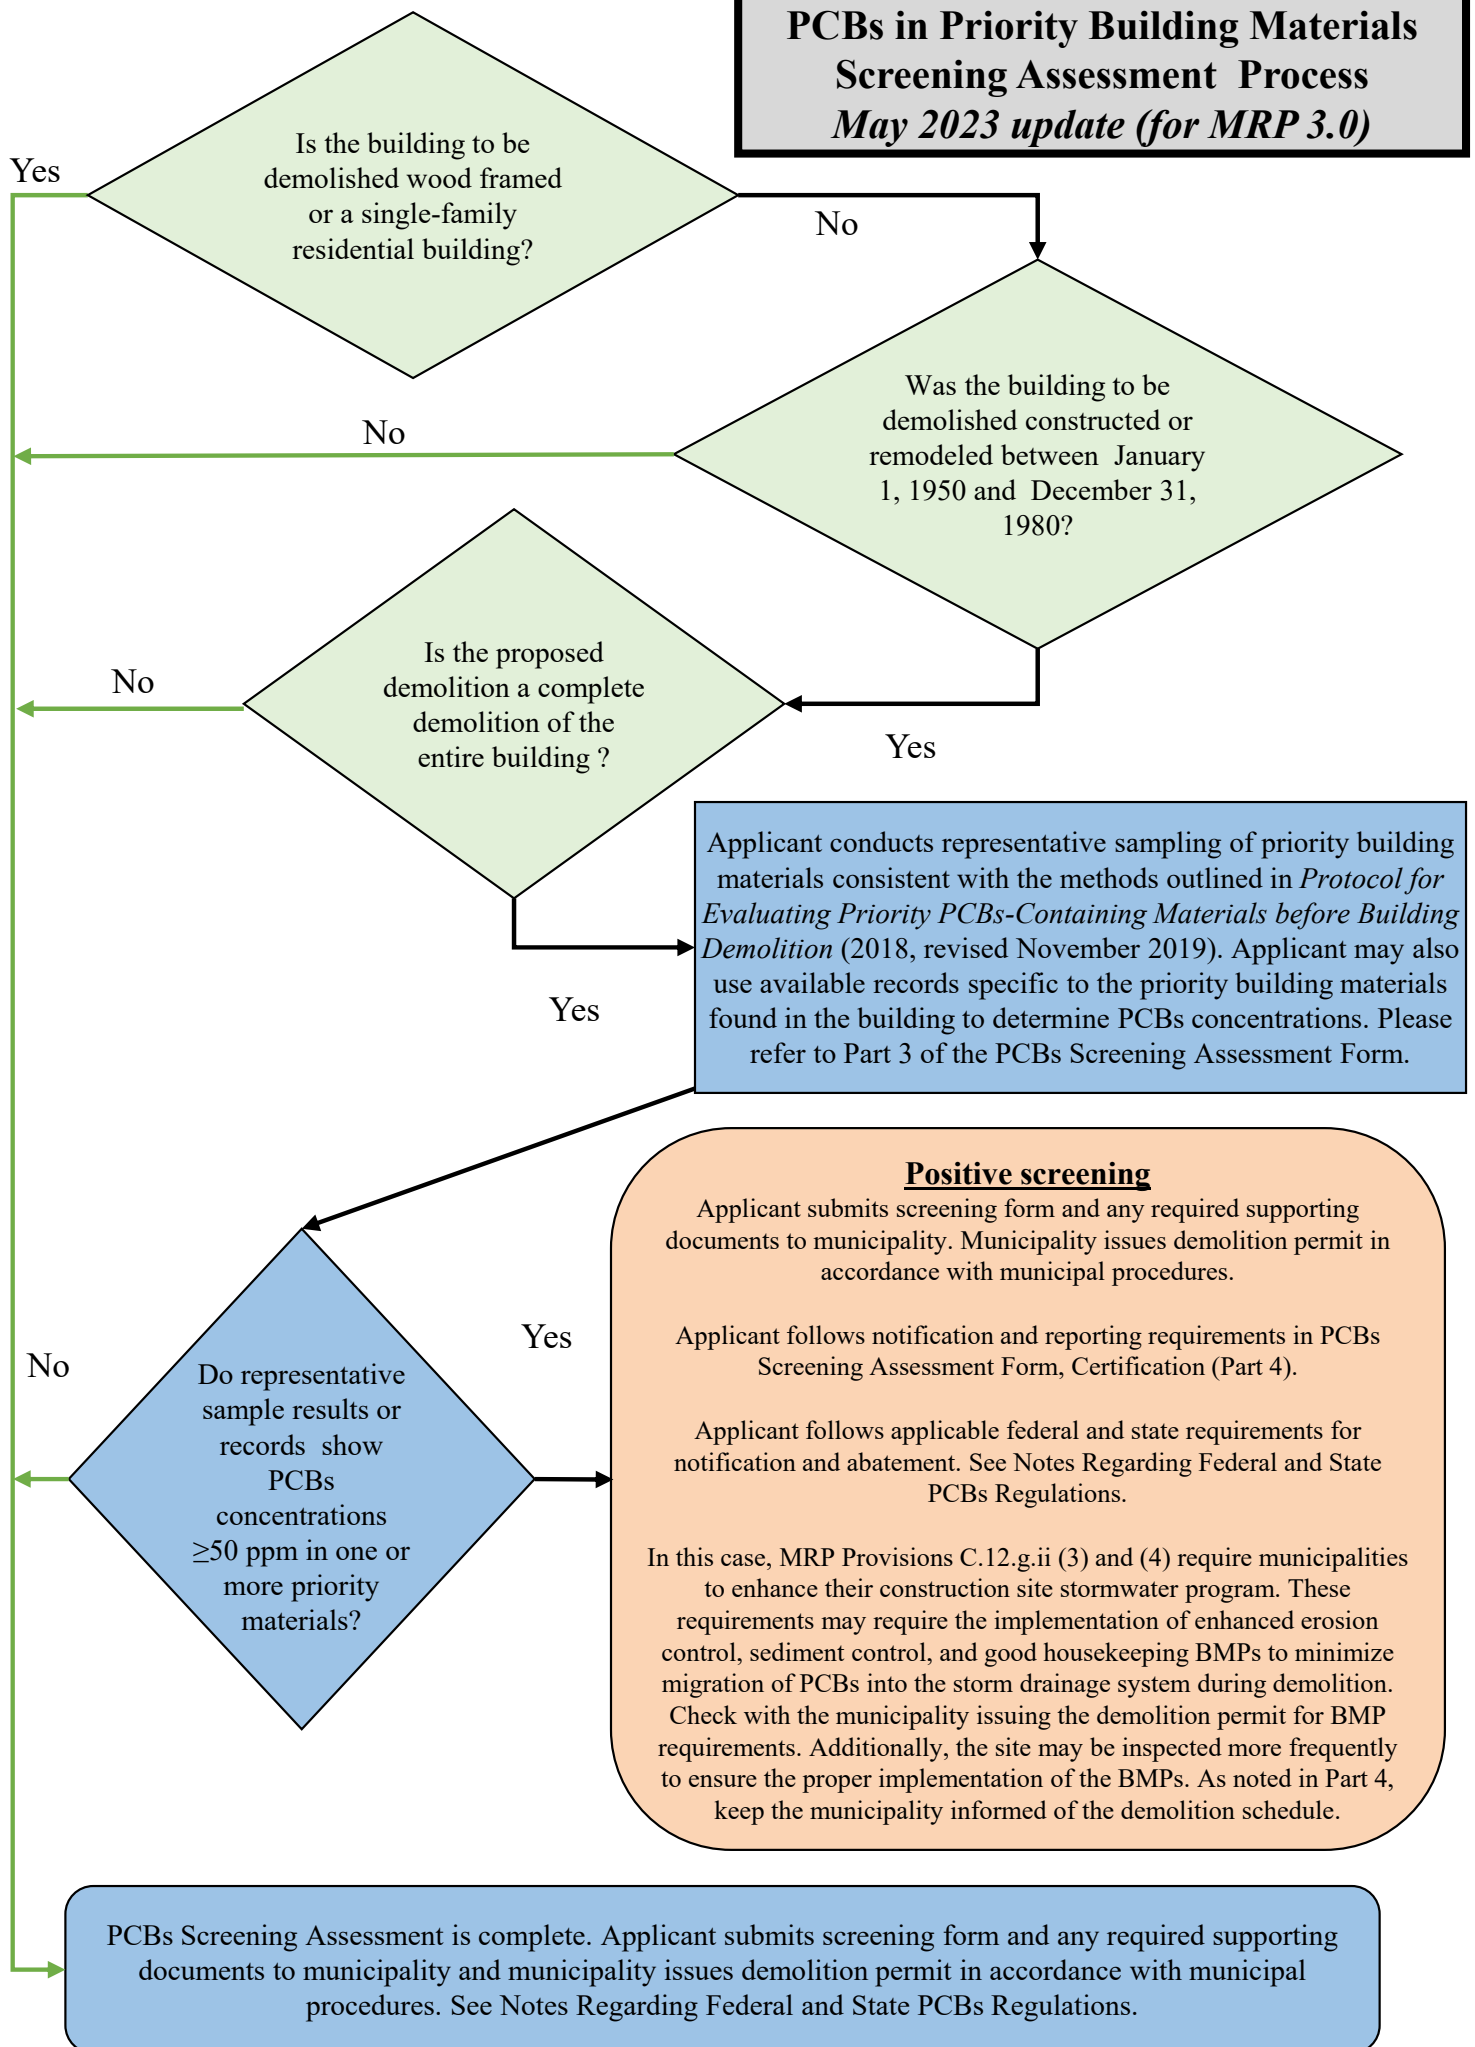 PCBs in Priority Building Materials
Screening Assessment Process
May 2023 update (for MRP 3.0)
Is the building to be
demolished wood framed
or a single-family
residential building?
Yes
No
Was the building to be
demolished constructed or
remodeled between January
1, 1950 and December 31,
1980?
No
Yes
Is the proposed
demolition a complete
demolition of the
entire building ?
No
Yes
Applicant conducts representative sampling of priority building
materials consistent with the methods outlined in Protocol for
Evaluating Priority PCBs-Containing Materials before Building
Demolition (2018, revised November 2019). Applicant may also
use available records specific to the priority building materials
found in the building to determine PCBs concentrations. Please
refer to Part 3 of the PCBs Screening Assessment Form.
Do representative
sample results or
records show
PCBs
concentrations
≥50 ppm in one or
more priority
materials?
No
Yes
Positive screening
Applicant submits screening form and any required supporting
documents to municipality. Municipality issues demolition permit in
accordance with municipal procedures.
Applicant follows notification and reporting requirements in PCBs
Screening Assessment Form, Certification (Part 4).
Applicant follows applicable federal and state requirements for
notification and abatement. See Notes Regarding Federal and State
PCBs Regulations.
In this case, MRP Provisions C.12.g.ii (3) and (4) require municipalities
to enhance their construction site stormwater program. These
requirements may require the implementation of enhanced erosion
control, sediment control, and good housekeeping BMPs to minimize
migration of PCBs into the storm drainage system during demolition.
Check with the municipality issuing the demolition permit for BMP
requirements. Additionally, the site may be inspected more frequently
to ensure the proper implementation of the BMPs. As noted in Part 4,
keep the municipality informed of the demolition schedule.
PCBs Screening Assessment is complete. Applicant submits screening form and any required supporting
documents to municipality and municipality issues demolition permit in accordance with municipal
procedures. See Notes Regarding Federal and State PCBs Regulations.